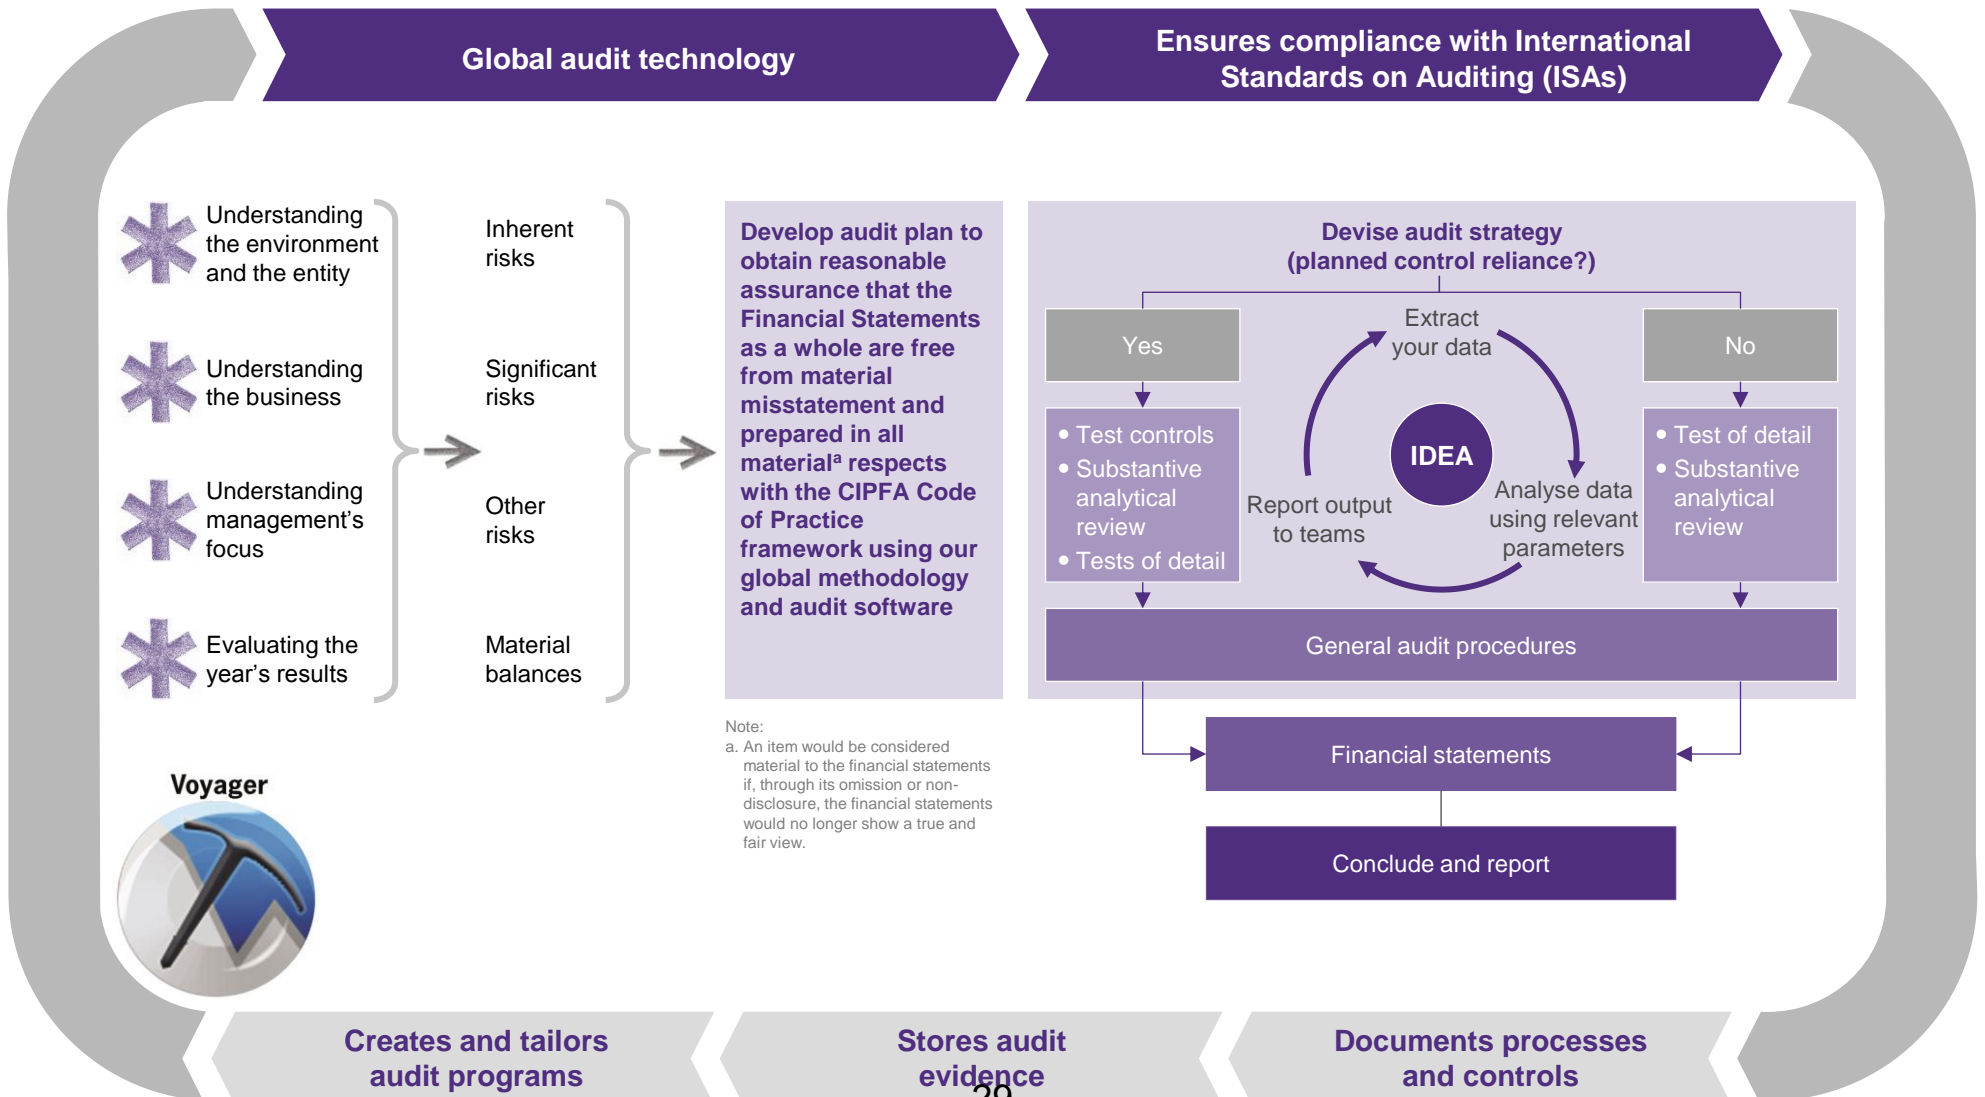 Global audit technology
Ensures compliance with International
Standards on Auditing (ISAs)
Understanding
the environment
and the entity
Understanding
the business
Understanding
management’s
focus
Evaluating the
year’s results
Inherent
risks
Significant
risks
Other
risks
Material
balances
Develop audit plan to
obtain reasonable
assurance that the
Financial Statements
as a whole are free
from material
misstatement and
prepared in all
materialᵃ respects
with the CIPFA Code
of Practice
framework using our
global methodology
and audit software
Note:
a. An item would be considered
material to the financial statements
if, through its omission or non-
disclosure, the financial statements
would no longer show a true and
fair view.
Devise audit strategy
(planned control reliance?)
Yes
• Test controls
• Substantive
analytical
review
• Tests of detail
Extract
your data
IDEA
Analyse data
using relevant
parameters
Report output
to teams
No
• Test of detail
• Substantive
analytical
review
General audit procedures
Financial statements
Conclude and report
Voyager
Creates and tailors
audit programs
Stores audit
evidence
Documents processes
and controls
29